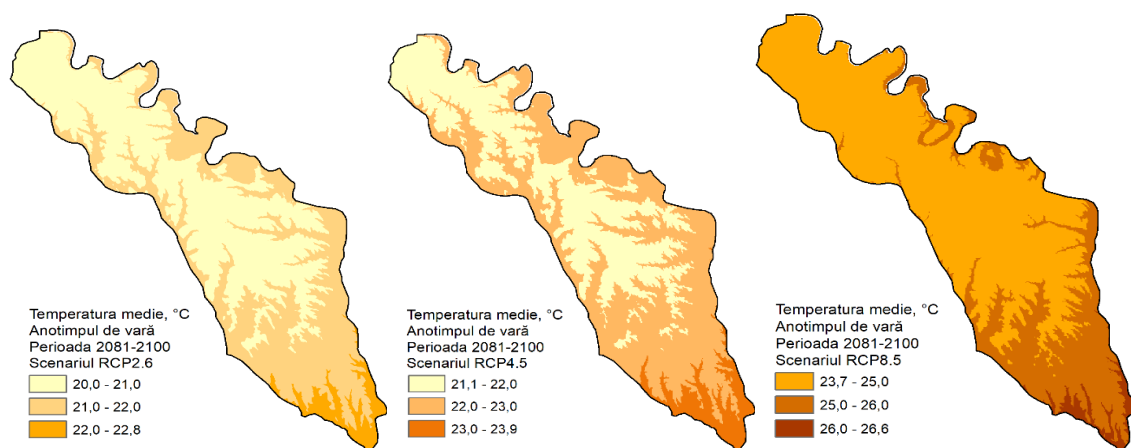 Temperatura medie, °C
Anotimpul de vară
Perioada 2081-2100
Scenariul RCP2.6
20,0 - 21,0
21,0 - 22,0
22,0 - 22,8
Temperatura medie, °C
Anotimpul de vară
Perioada 2081-2100
Scenariul RCP4.5
21,1 - 22,0
22,0 - 23,0
23,0 - 23,9
Temperatura medie, °C
Anotimpul de vară
Perioada 2081-2100
Scenariul RCP8.5
23,7 - 25,0
25,0 - 26,0
26,0 - 26,6